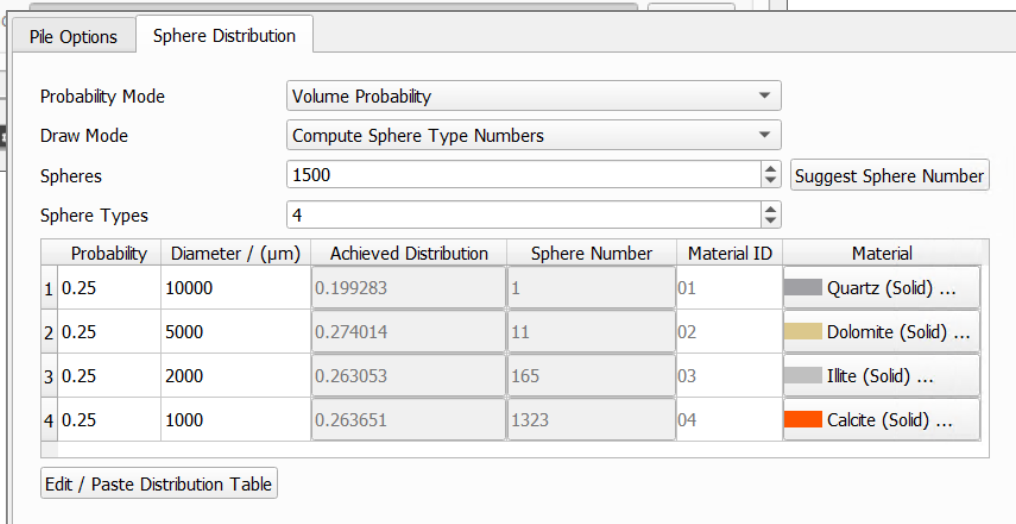 Pile Options Sphere Distribution
Probability Mode Volume Probability
Draw Mode Compute Sphere Type Numbers
Spheres 1500 Suggest Sphere Number
Sphere Types 4
Probability Diameter / (µm) Achieved Distribution Sphere Number Material ID Material
1 0.25 10000 0.199283 1 01 Quartz (Solid) ...
2 0.25 5000 0.274014 11 02 Dolomite (Solid) ...
3 0.25 2000 0.263053 165 03 Illite (Solid) ...
4 0.25 1000 0.263651 1323 04 Calcite (Solid) ...
Edit / Paste Distribution Table